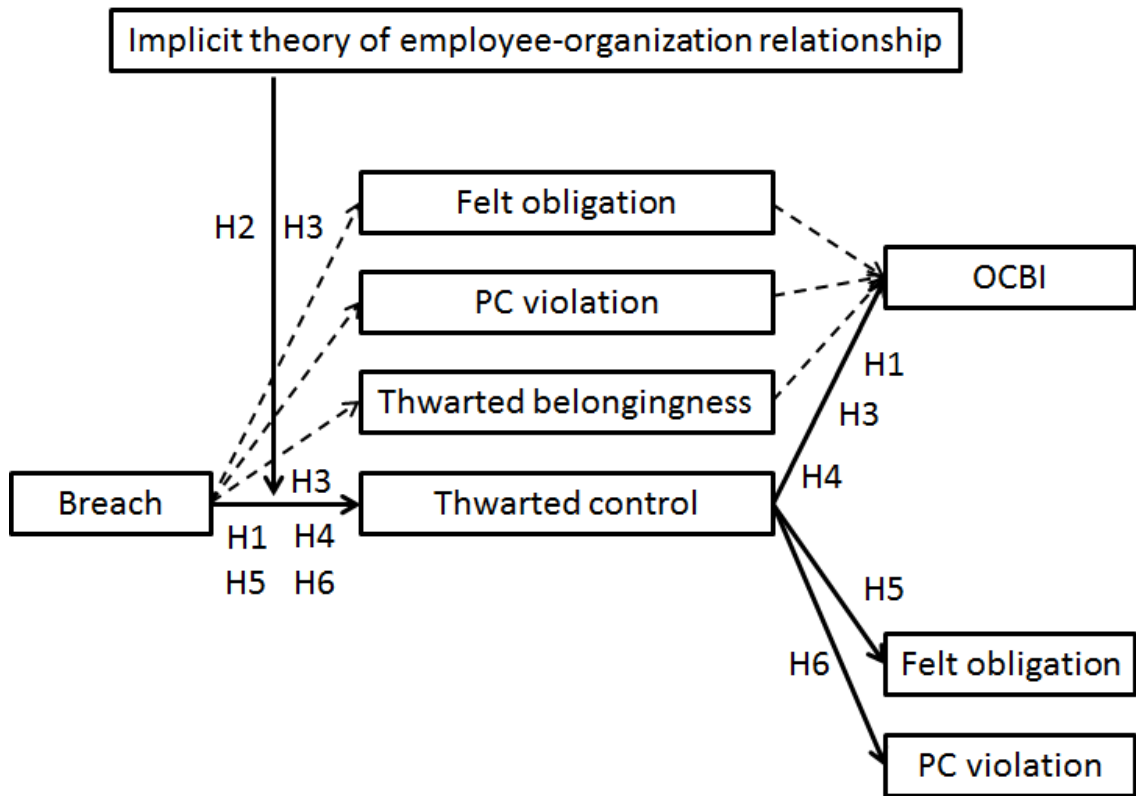 Implicit theory of employee-organization relationship
Felt obligation
H2 H3
PC violation
OCBI
Thwarted belongingness
H1
H3
Breach
H3
Thwarted control
H4
H1 H4
H5 H6
H5
Felt obligation
H6
PC violation